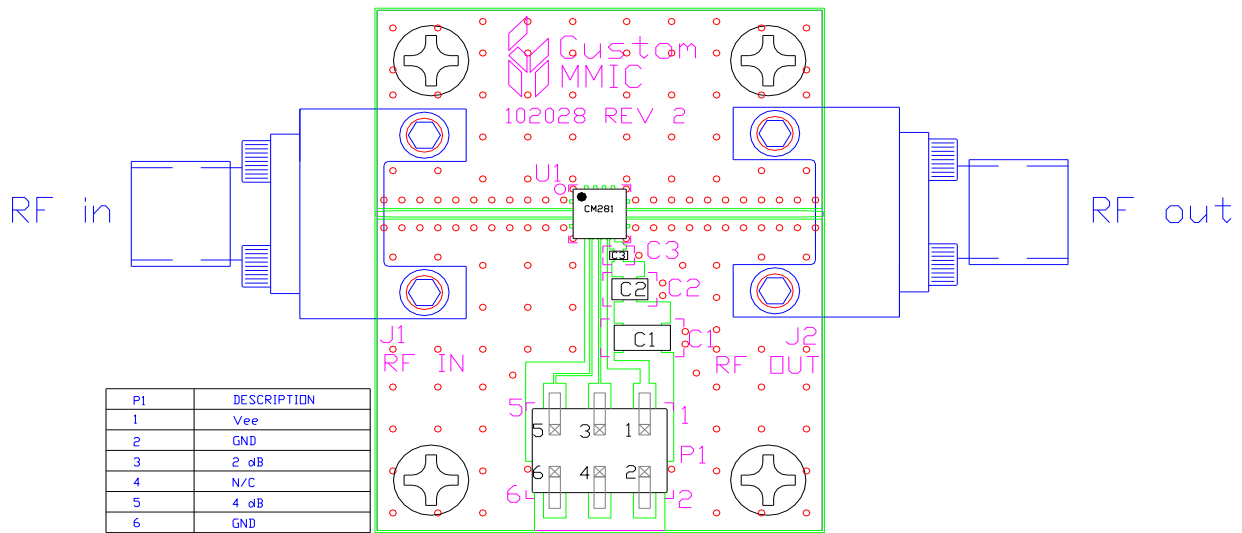 Custom
MMIC
102028 REV 2
U1
CM281
RF in
RF out
C3
C3
C2
C2
C1
C1
J1
RF IN
J2
RF OUT
P1 DESCRIPTION
1 Vee
2 GND
3 2 dB
4 N/C
5 4 dB
6 GND
5
1
5 3 1
P1
6 4 2
6
2